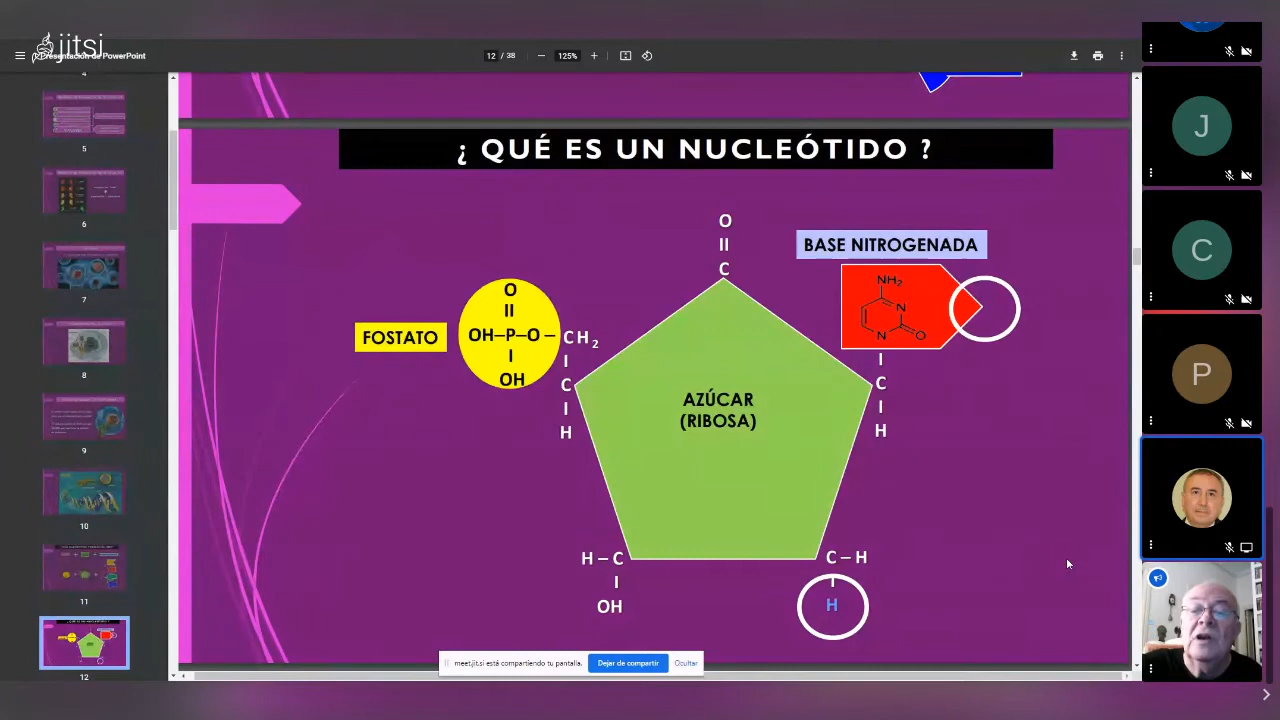 jitsi
Presentación de PowerPoint
12 / 38
125%
4
5
6
7
8
9
10
11
12
¿ QUÉ ES UN NUCLEÓTIDO ?
O
C
BASE NITROGENADA
NH2
N
N
O
FOSTATO
O
OH–P–O–
OH
CH2
C
H
C
H
AZÚCAR
(RIBOSA)
H–C
OH
C–H
H
meet.jit.si está compartiendo tu pantalla.
Dejar de compartir
Ocultar
J
C
P